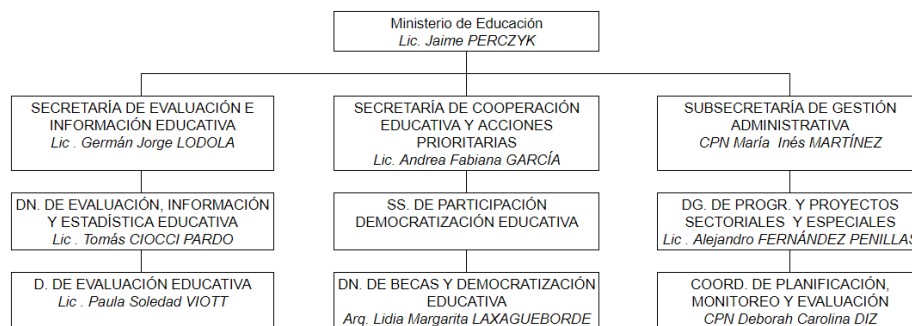 Ministerio de Educación
Lic. Jaime PERCZYK
SECRETARÍA DE EVALUACIÓN E
INFORMACIÓN EDUCATIVA
Lic . Germán Jorge LODOLA
SECRETARÍA DE COOPERACIÓN
EDUCATIVA Y ACCIONES
PRIORITARIAS
Lic. Andrea Fabiana GARCÍA
SUBSECRETARÍA DE GESTIÓN
ADMINISTRATIVA
CPN María Inés MARTÍNEZ
DN. DE EVALUACIÓN, INFORMACIÓN
Y ESTADÍSTICA EDUCATIVA
Lic . Tomás CIOCCI PARDO
SS. DE PARTICIPACIÓN
DEMOCRATIZACIÓN EDUCATIVA
DG. DE PROGR. Y PROYECTOS
SECTORIALES Y ESPECIALES
Lic . Alejandro FERNÁNDEZ PENILLAS
D. DE EVALUACIÓN EDUCATIVA
Lic . Paula Soledad VIOTT
DN. DE BECAS Y DEMOCRATIZACIÓN
EDUCATIVA
Arq. Lidia Margarita LAXAGUEBORDE
COORD. DE PLANIFICACIÓN,
MONITOREO Y EVALUACIÓN
CPN Deborah Carolina DIZ